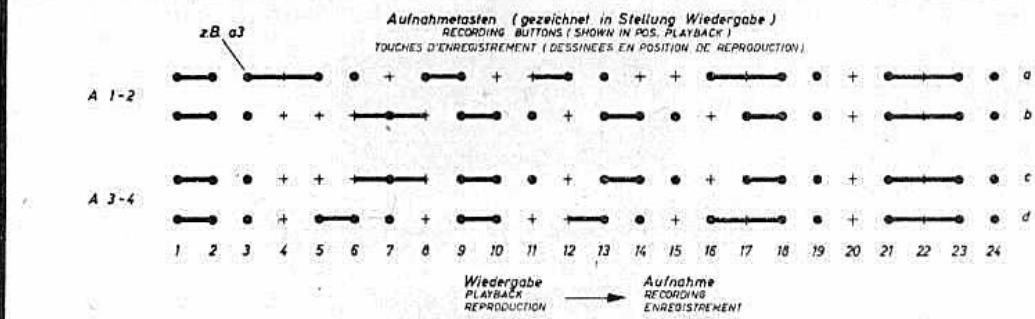 Aufnahmetasten (gezeichnet in Stellung Wiedergabe)
RECORDING BUTTONS (SHOWN IN POS. PLAYBACK)
TOUCHES D'ENREGISTREMENT (DESSINEES EN POSITION DE REPRODUCTION)
z.B. a3
a
A 1-2
b
c
A 3-4
d
1 2 3 4 5 6 7 8 9 10 11 12 13 14 15 16 17 18 19 20 21 22 23 24
Wiedergabe
PLAYBACK
REPRODUCTION
Aufnahme
RECORDING
ENREGISTREMENT